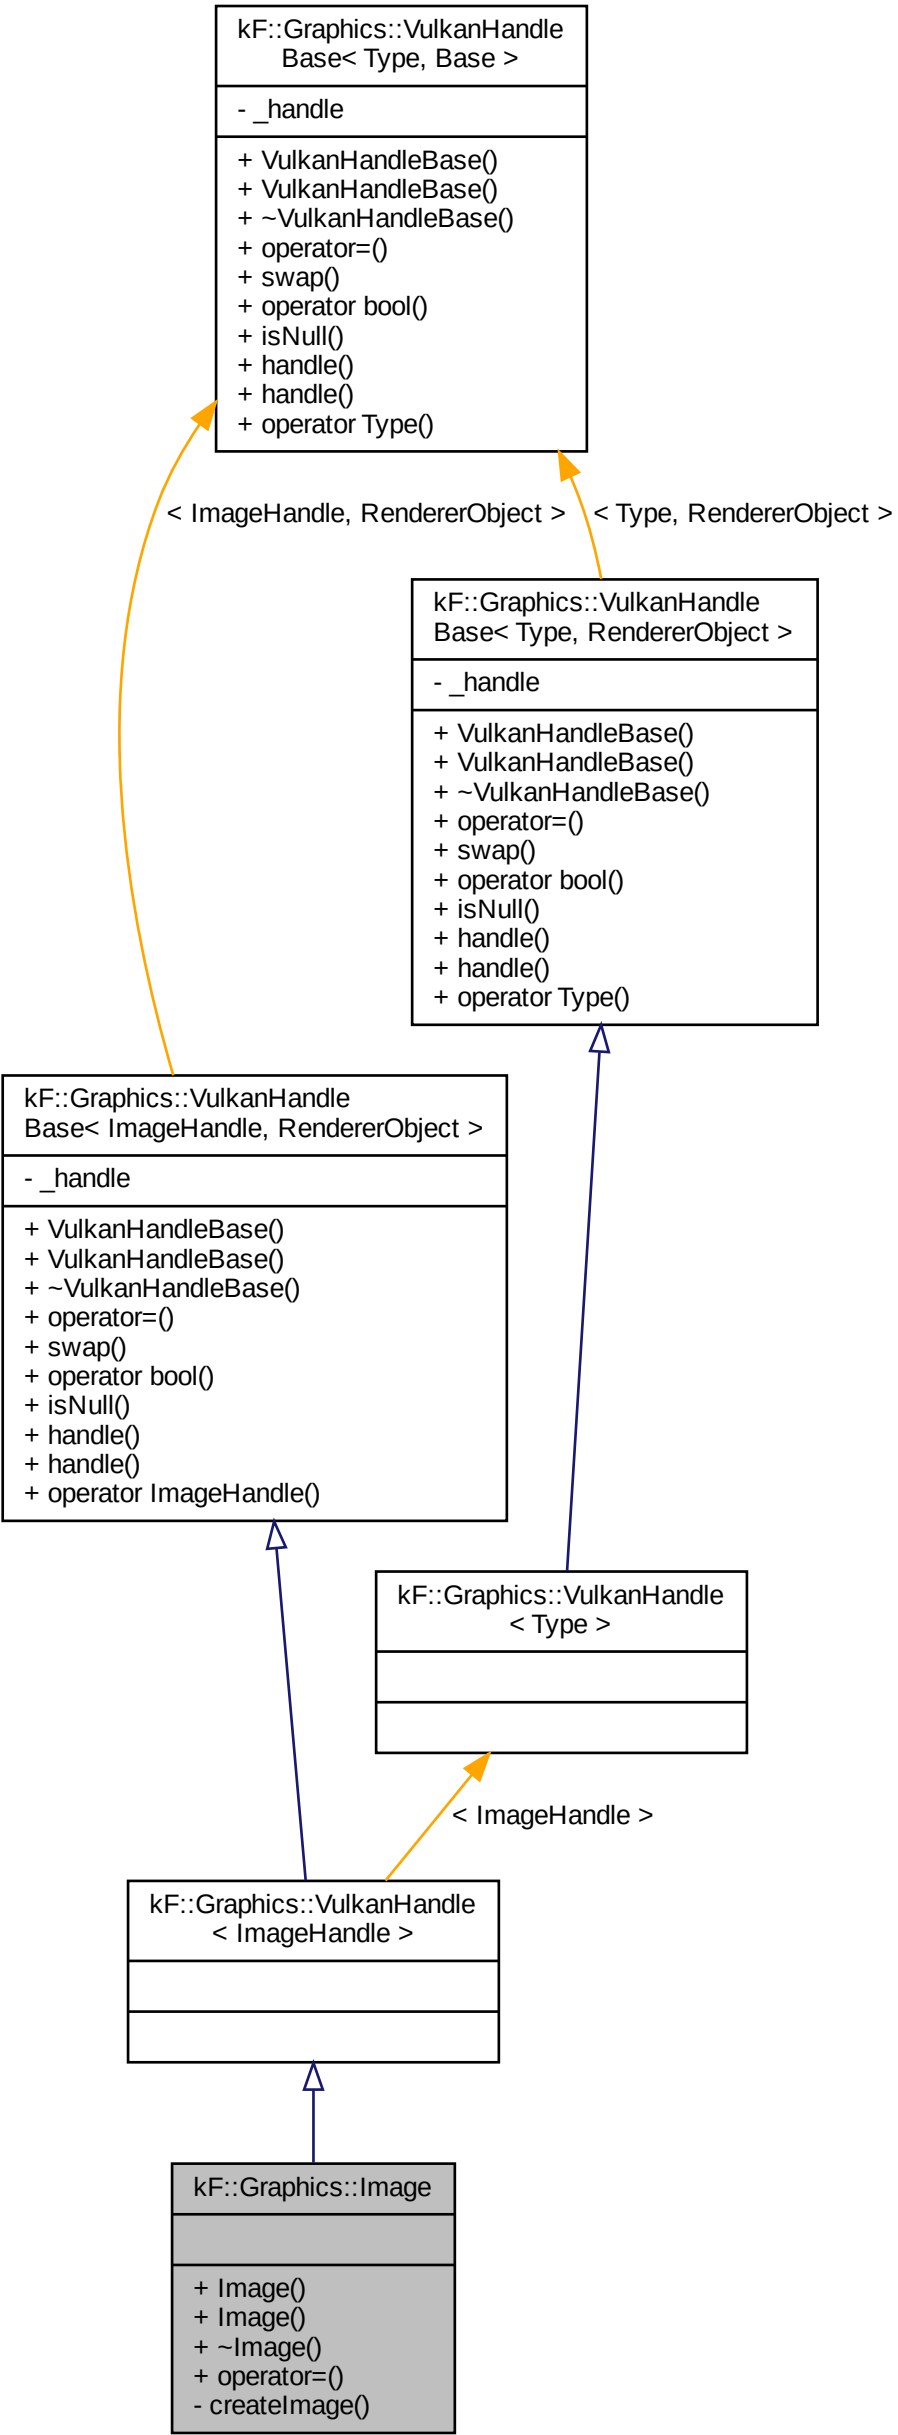 kF::Graphics::VulkanHandle
Base< Type, Base >
- _handle
+ VulkanHandleBase()
+ VulkanHandleBase()
+ ~VulkanHandleBase()
+ operator=()
+ swap()
+ operator bool()
+ isNull()
+ handle()
+ handle()
+ operator Type()
< ImageHandle, RendererObject >
< Type, RendererObject >
kF::Graphics::VulkanHandle
Base< Type, RendererObject >
- _handle
+ VulkanHandleBase()
+ VulkanHandleBase()
+ ~VulkanHandleBase()
+ operator=()
+ swap()
+ operator bool()
+ isNull()
+ handle()
+ handle()
+ operator Type()
kF::Graphics::VulkanHandle
Base< ImageHandle, RendererObject >
- _handle
+ VulkanHandleBase()
+ VulkanHandleBase()
+ ~VulkanHandleBase()
+ operator=()
+ swap()
+ operator bool()
+ isNull()
+ handle()
+ handle()
+ operator ImageHandle()
kF::Graphics::VulkanHandle
< Type >
< ImageHandle >
kF::Graphics::VulkanHandle
< ImageHandle >
kF::Graphics::Image
+ Image()
+ Image()
+ ~Image()
+ operator=()
- createImage()